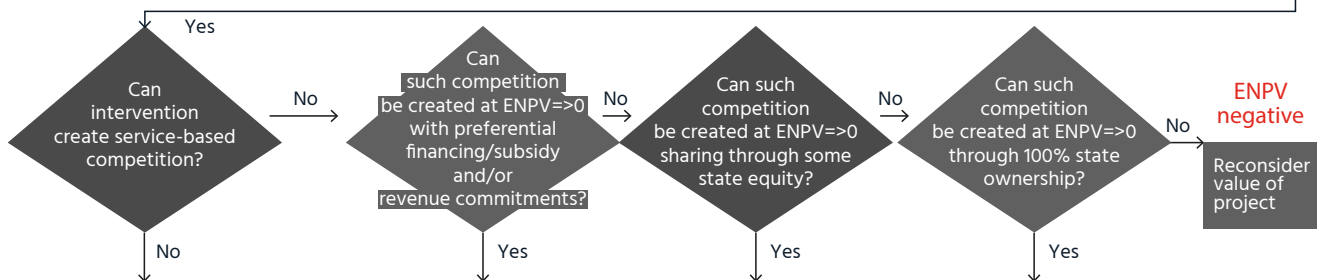 Yes
Can
intervention
create service-based
competition?
No
No
Can
such competition
be created at ENPV=>0
with preferential
financing/subsidy
and/or
revenue commitments?
No
Yes
Can such
competition
be created at ENPV=>0
sharing through some
state equity?
No
Yes
Can such
competition
be created at ENPV=>0
through 100% state
ownership?
No
Yes
ENPV
negative
Reconsider
value of
project